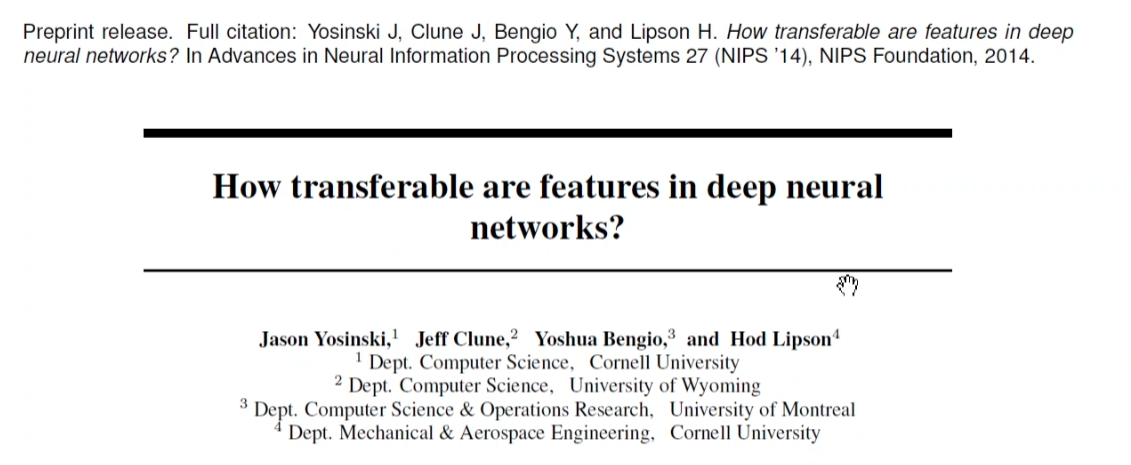 Preprint release. Full citation: Yosinski J, Clune J, Bengio Y, and Lipson H. How transferable are features in deep
neural networks? In Advances in Neural Information Processing Systems 27 (NIPS ’14), NIPS Foundation, 2014.
How transferable are features in deep neural
networks?
Jason Yosinski,¹ Jeff Clune,² Yoshua Bengio,³ and Hod Lipson⁴
¹ Dept. Computer Science, Cornell University
² Dept. Computer Science, University of Wyoming
³ Dept. Computer Science & Operations Research, University of Montreal
⁴ Dept. Mechanical & Aerospace Engineering, Cornell University